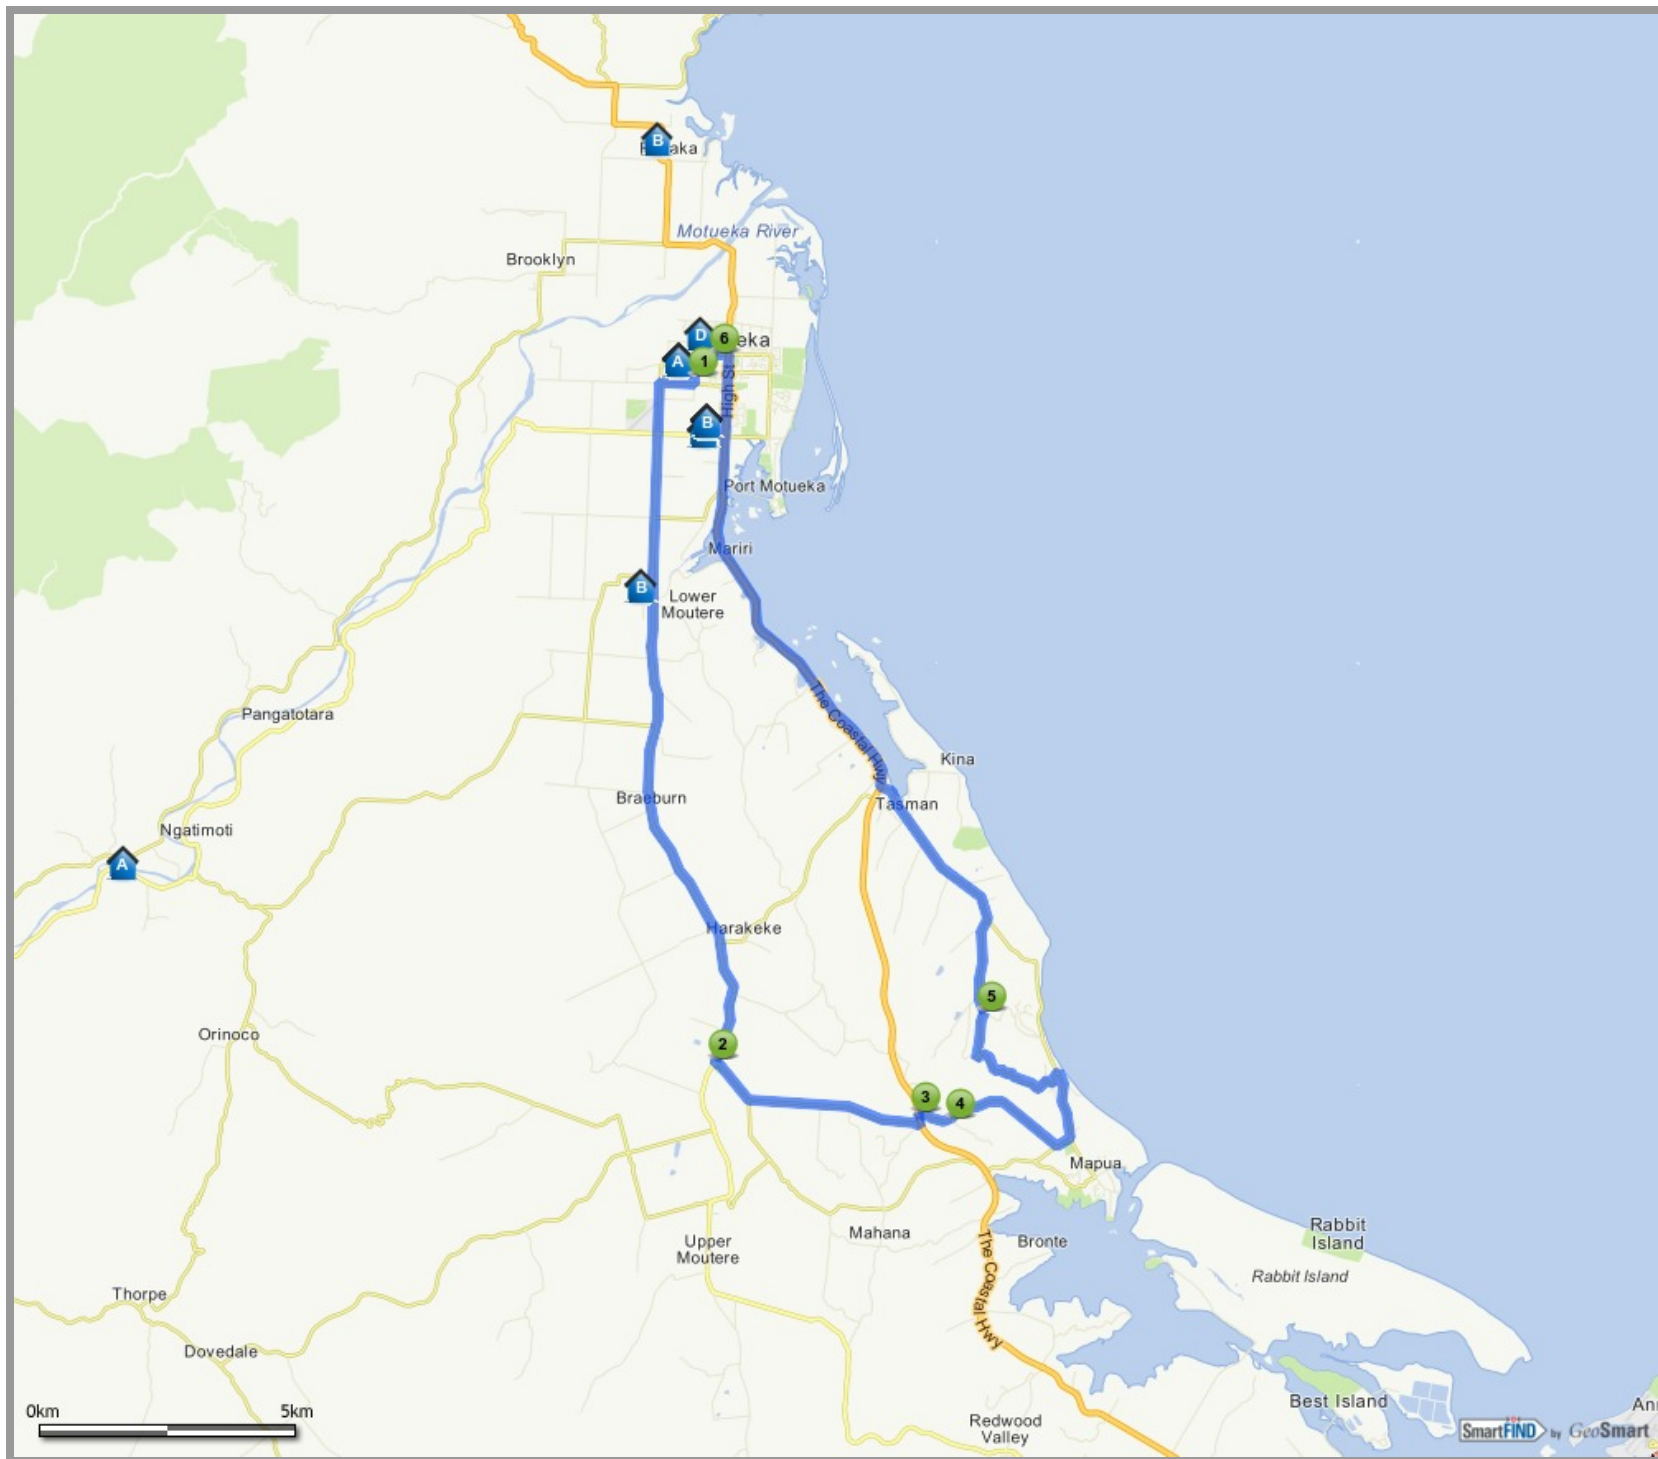 B
aka
Motueka River
Brooklyn
D
6
eka
A
1
High St
B
Port Motueka
Mariri
B
Lower
Moutere
The Coastal Hwy
Pangatotara
Kina
Braeburn
Tasman
Ngatimoti
A
Harakeke
5
Orinoco
2
3
4
Mapua
Rabbit
Island
Mahana
Upper
Moutere
Bronte
The Coastal Hwy
Rabbit Island
Thorpe
Dovedale
0km
5km
Best Island
Redwood
Valley
SmartFIND by GeoSmart